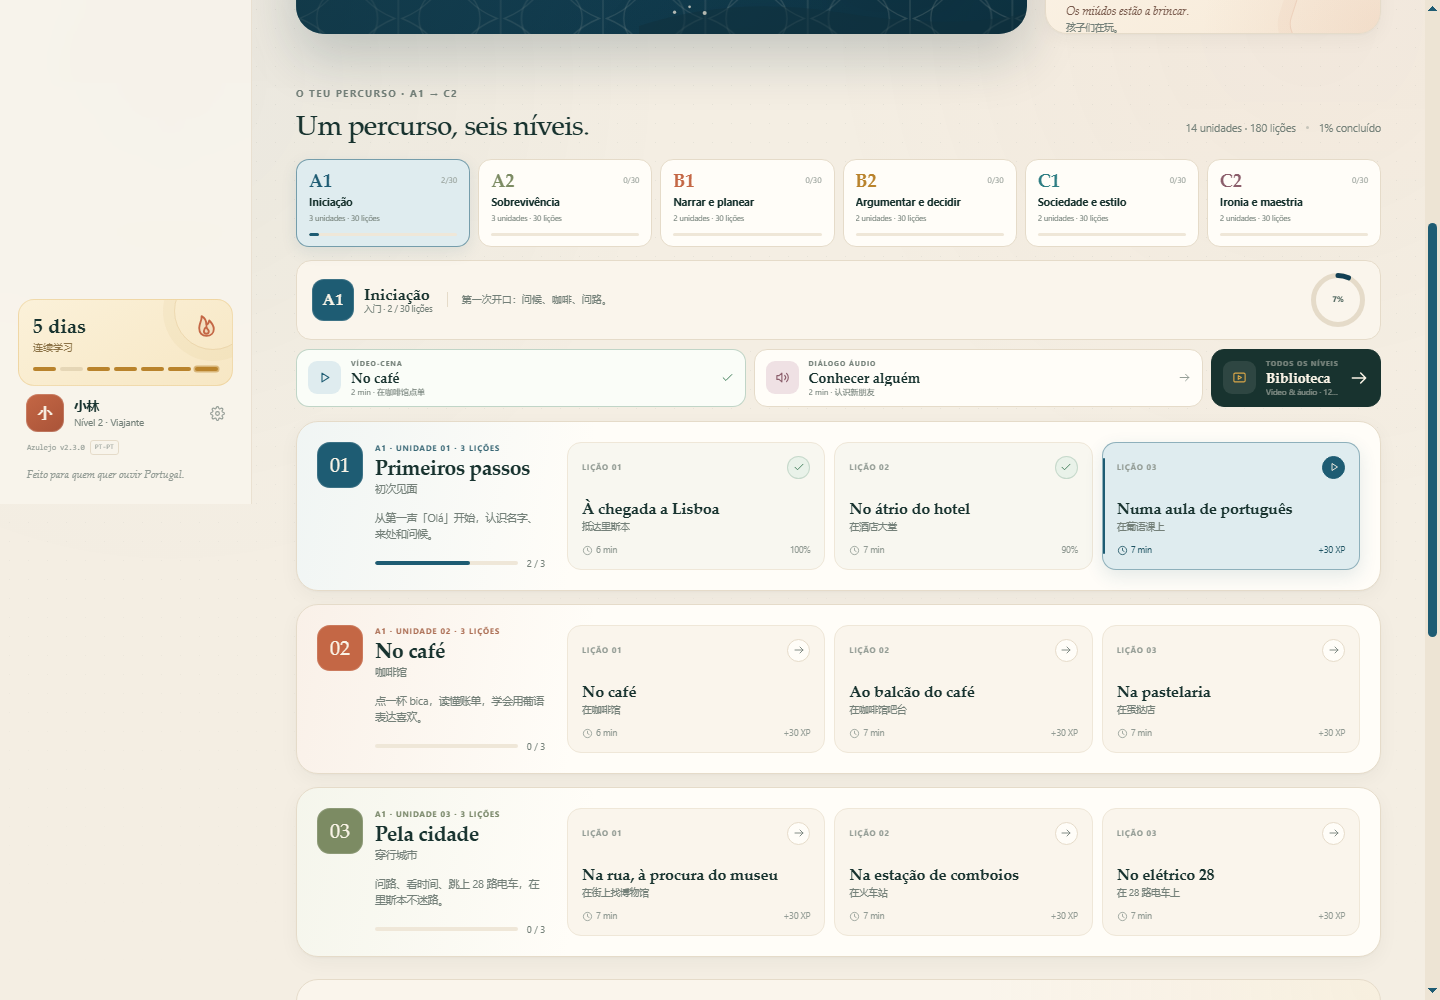 Os miúdos estão a brincar.
孩子们在玩。
O TEU PERCURSO · A1 → C2
Um percurso, seis níveis.
14 unidades · 180 lições • 1% concluído
A1
2/30
Iniciação
3 unidades · 30 lições
A2
0/30
Sobrevivência
3 unidades · 30 lições
B1
0/30
Narrar e planear
2 unidades · 30 lições
B2
0/30
Argumentar e decidir
2 unidades · 30 lições
C1
0/30
Sociedade e estilo
2 unidades · 30 lições
C2
0/30
Ironia e maestria
2 unidades · 30 lições
A1
Iniciação
入门 · 2 / 30 lições
第一次开口：问候、咖啡、问路。
7%
VÍDEO-CENA
No café
2 min · 在咖啡馆点单
DIÁLOGO ÁUDIO
Conhecer alguém
2 min · 认识新朋友
TODOS OS NÍVEIS
Biblioteca
Vídeo & áudio · 12...
5 dias
连续学习
小
小林
Nível 2 · Viajante
Azulejo v2.3.0 PT-PT
Feito para quem quer ouvir Portugal.
01
A1 · UNIDADE 01 · 3 LIÇÕES
Primeiros passos
初次见面
从第一声「Olá」开始，认识名字、
来处和问候。
2 / 3
LIÇÃO 01
À chegada a Lisboa
抵达里斯本
6 min
100%
LIÇÃO 02
No átrio do hotel
在酒店大堂
7 min
90%
LIÇÃO 03
Numa aula de português
在葡语课上
7 min
+30 XP
02
A1 · UNIDADE 02 · 3 LIÇÕES
No café
咖啡馆
点一杯 bica，读懂账单，学会用葡语
表达喜欢。
0 / 3
LIÇÃO 01
No café
在咖啡馆
6 min
+30 XP
LIÇÃO 02
Ao balcão do café
在咖啡馆吧台
7 min
+30 XP
LIÇÃO 03
Na pastelaria
在蛋挞店
7 min
+30 XP
03
A1 · UNIDADE 03 · 3 LIÇÕES
Pela cidade
穿行城市
问路、看时间、跳上 28 路电车，在
里斯本不迷路。
0 / 3
LIÇÃO 01
Na rua, à procura do museu
在街上找博物馆
7 min
+30 XP
LIÇÃO 02
Na estação de comboios
在火车站
7 min
+30 XP
LIÇÃO 03
No elétrico 28
在 28 路电车上
7 min
+30 XP